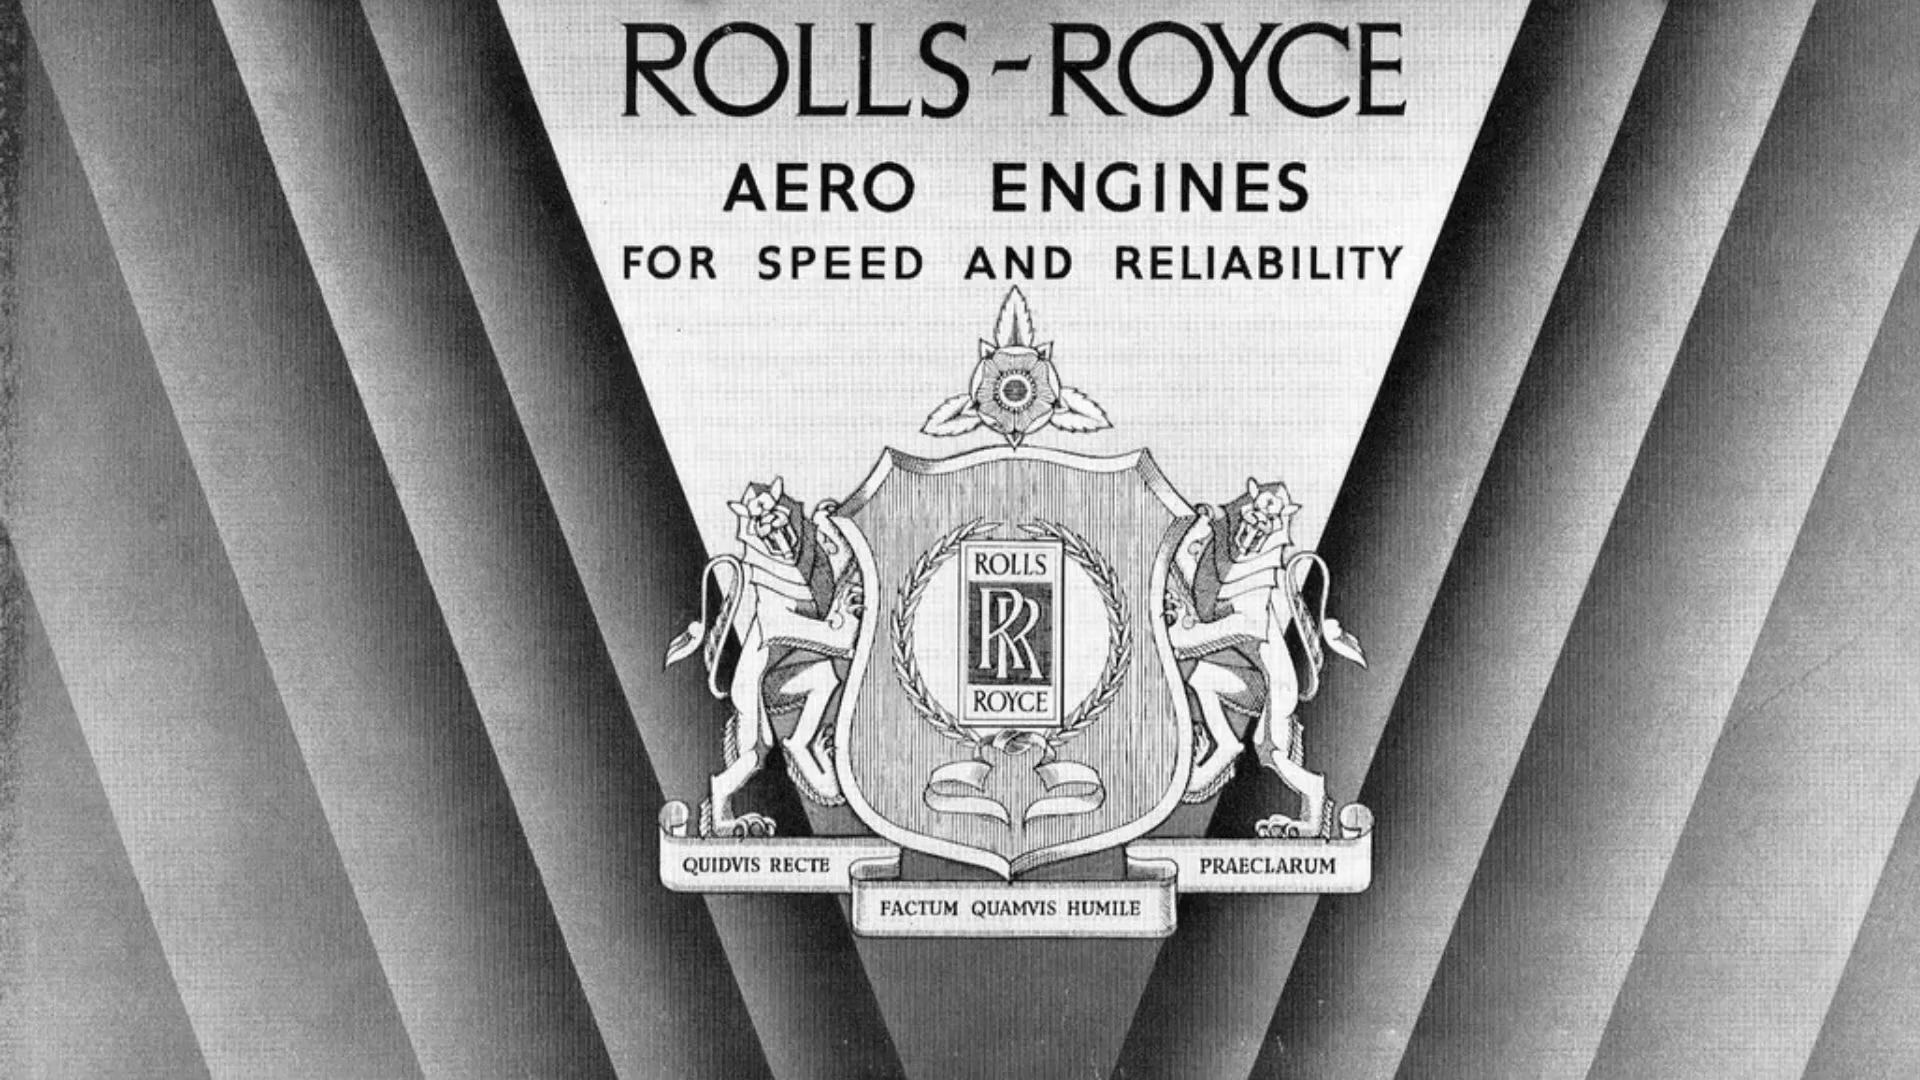 ROLLS-ROYCE
AERO ENGINES
FOR SPEED AND RELIABILITY
ROLLS
RR
ROYCE
QUIDVIS RECTE
FACTUM QUAMVIS HUMILE
PRAECLARUM